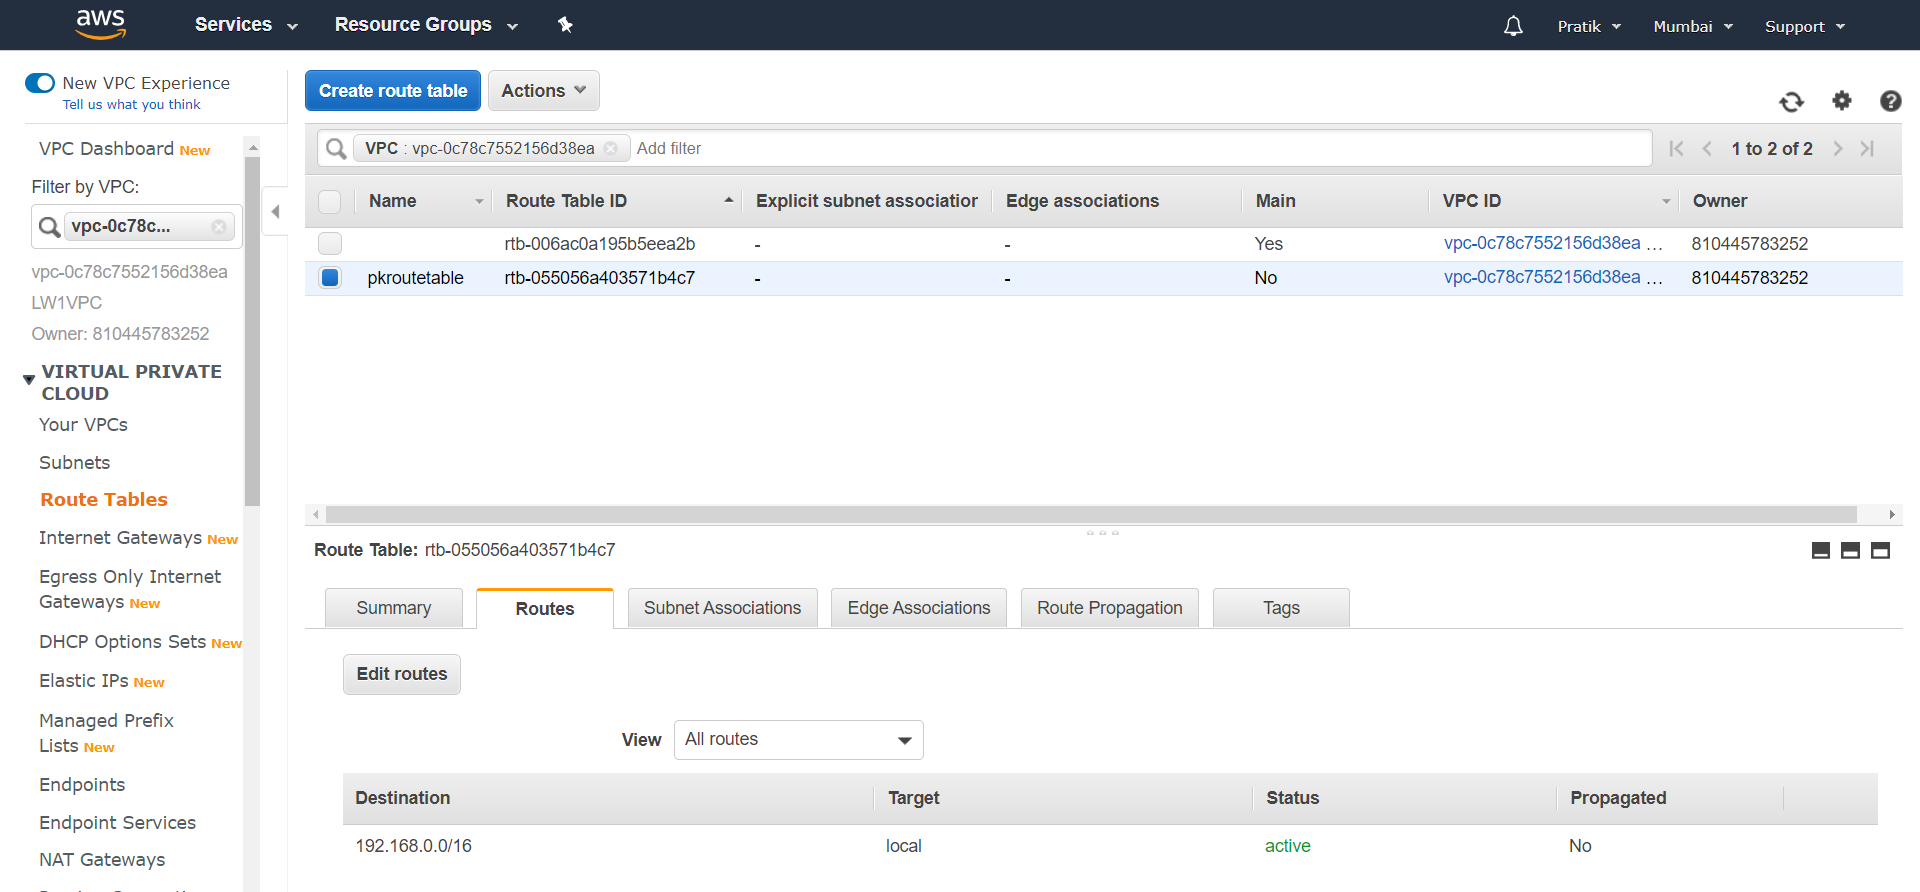 aws
Services
Resource Groups
Pratik
Mumbai
Support
New VPC Experience
Tell us what you think
VPC Dashboard New
Filter by VPC:
vpc-0c78c...
vpc-0c78c7552156d38ea
LW1VPC
Owner: 810445783252
VIRTUAL PRIVATE
CLOUD
Your VPCs
Subnets
Route Tables
Internet Gateways New
Egress Only Internet
Gateways New
DHCP Options Sets New
Elastic IPs New
Managed Prefix
Lists New
Endpoints
Endpoint Services
NAT Gateways
Create route table
Actions
VPC : vpc-0c78c7552156d38ea
Add filter
1 to 2 of 2
Name Route Table ID Explicit subnet association Edge associations Main VPC ID Owner
rtb-006ac0a195b5eea2b - - Yes vpc-0c78c7552156d38ea ... 810445783252
pkroutetable rtb-055056a403571b4c7 - - No vpc-0c78c7552156d38ea ... 810445783252
Route Table: rtb-055056a403571b4c7
Summary Routes Subnet Associations Edge Associations Route Propagation Tags
Edit routes
View All routes
Destination Target Status Propagated
192.168.0.0/16 local active No